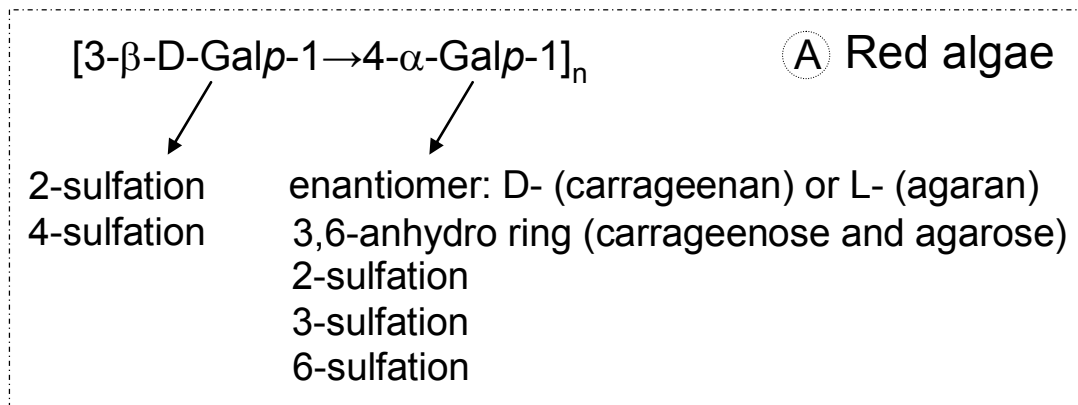 [3-β-D-Galp-1→4-α-Galp-1]n
A Red algae
2-sulfation
4-sulfation
enantiomer: D- (carrageenan) or L- (agaran)
3,6-anhydro ring (carrageenose and agarose)
2-sulfation
3-sulfation
6-sulfation